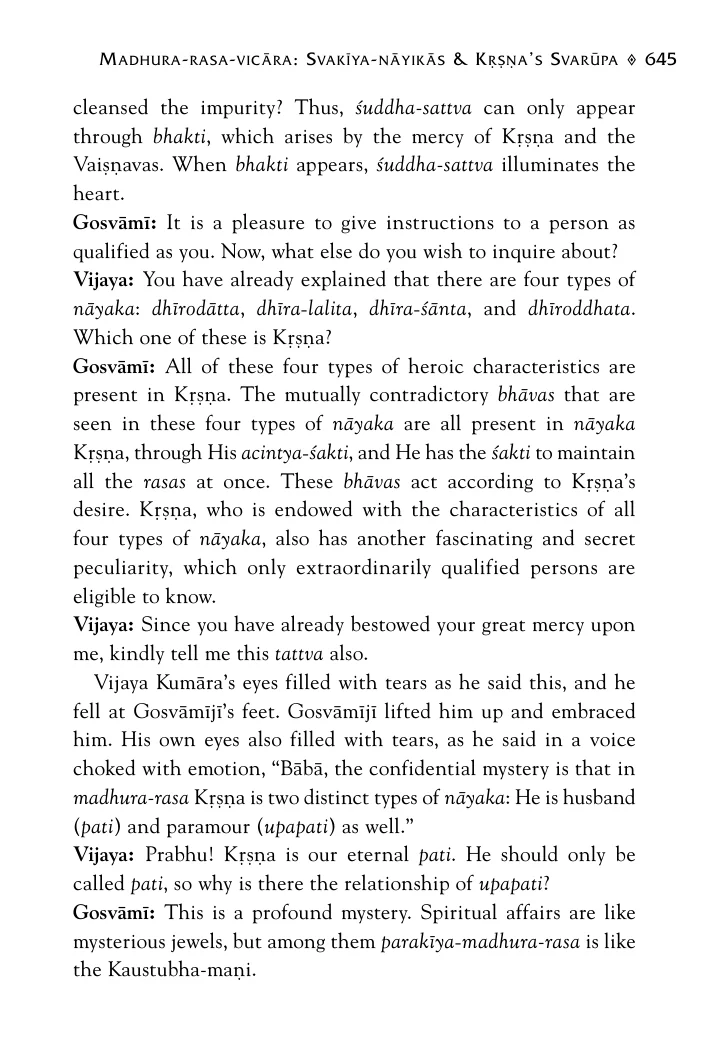 MADHURA-RASA-VICĀRA: SVAKĪYA-NĀYIKĀS & KṚṢṆA’S SVARŪPA ◊ 645
cleansed the impurity? Thus, śuddha-sattva can only appear
through bhakti, which arises by the mercy of Kṛṣṇa and the
Vaiṣṇavas. When bhakti appears, śuddha-sattva illuminates the
heart.
Gosvāmī: It is a pleasure to give instructions to a person as
qualified as you. Now, what else do you wish to inquire about?
Vijaya: You have already explained that there are four types of
nāyaka: dhīrodātta, dhīra-lalita, dhīra-śānta, and dhīroddhata.
Which one of these is Kṛṣṇa?
Gosvāmī: All of these four types of heroic characteristics are
present in Kṛṣṇa. The mutually contradictory bhāvas that are
seen in these four types of nāyaka are all present in nāyaka
Kṛṣṇa, through His acintya-śakti, and He has the śakti to maintain
all the rasas at once. These bhāvas act according to Kṛṣṇa’s
desire. Kṛṣṇa, who is endowed with the characteristics of all
four types of nāyaka, also has another fascinating and secret
peculiarity, which only extraordinarily qualified persons are
eligible to know.
Vijaya: Since you have already bestowed your great mercy upon
me, kindly tell me this tattva also.
Vijaya Kumāra’s eyes filled with tears as he said this, and he
fell at Gosvāmījī’s feet. Gosvāmījī lifted him up and embraced
him. His own eyes also filled with tears, as he said in a voice
choked with emotion, “Bābā, the confidential mystery is that in
madhura-rasa Kṛṣṇa is two distinct types of nāyaka: He is husband
(pati) and paramour (upapati) as well.”
Vijaya: Prabhu! Kṛṣṇa is our eternal pati. He should only be
called pati, so why is there the relationship of upapati?
Gosvāmī: This is a profound mystery. Spiritual affairs are like
mysterious jewels, but among them parakīya-madhura-rasa is like
the Kaustubha-maṇi.